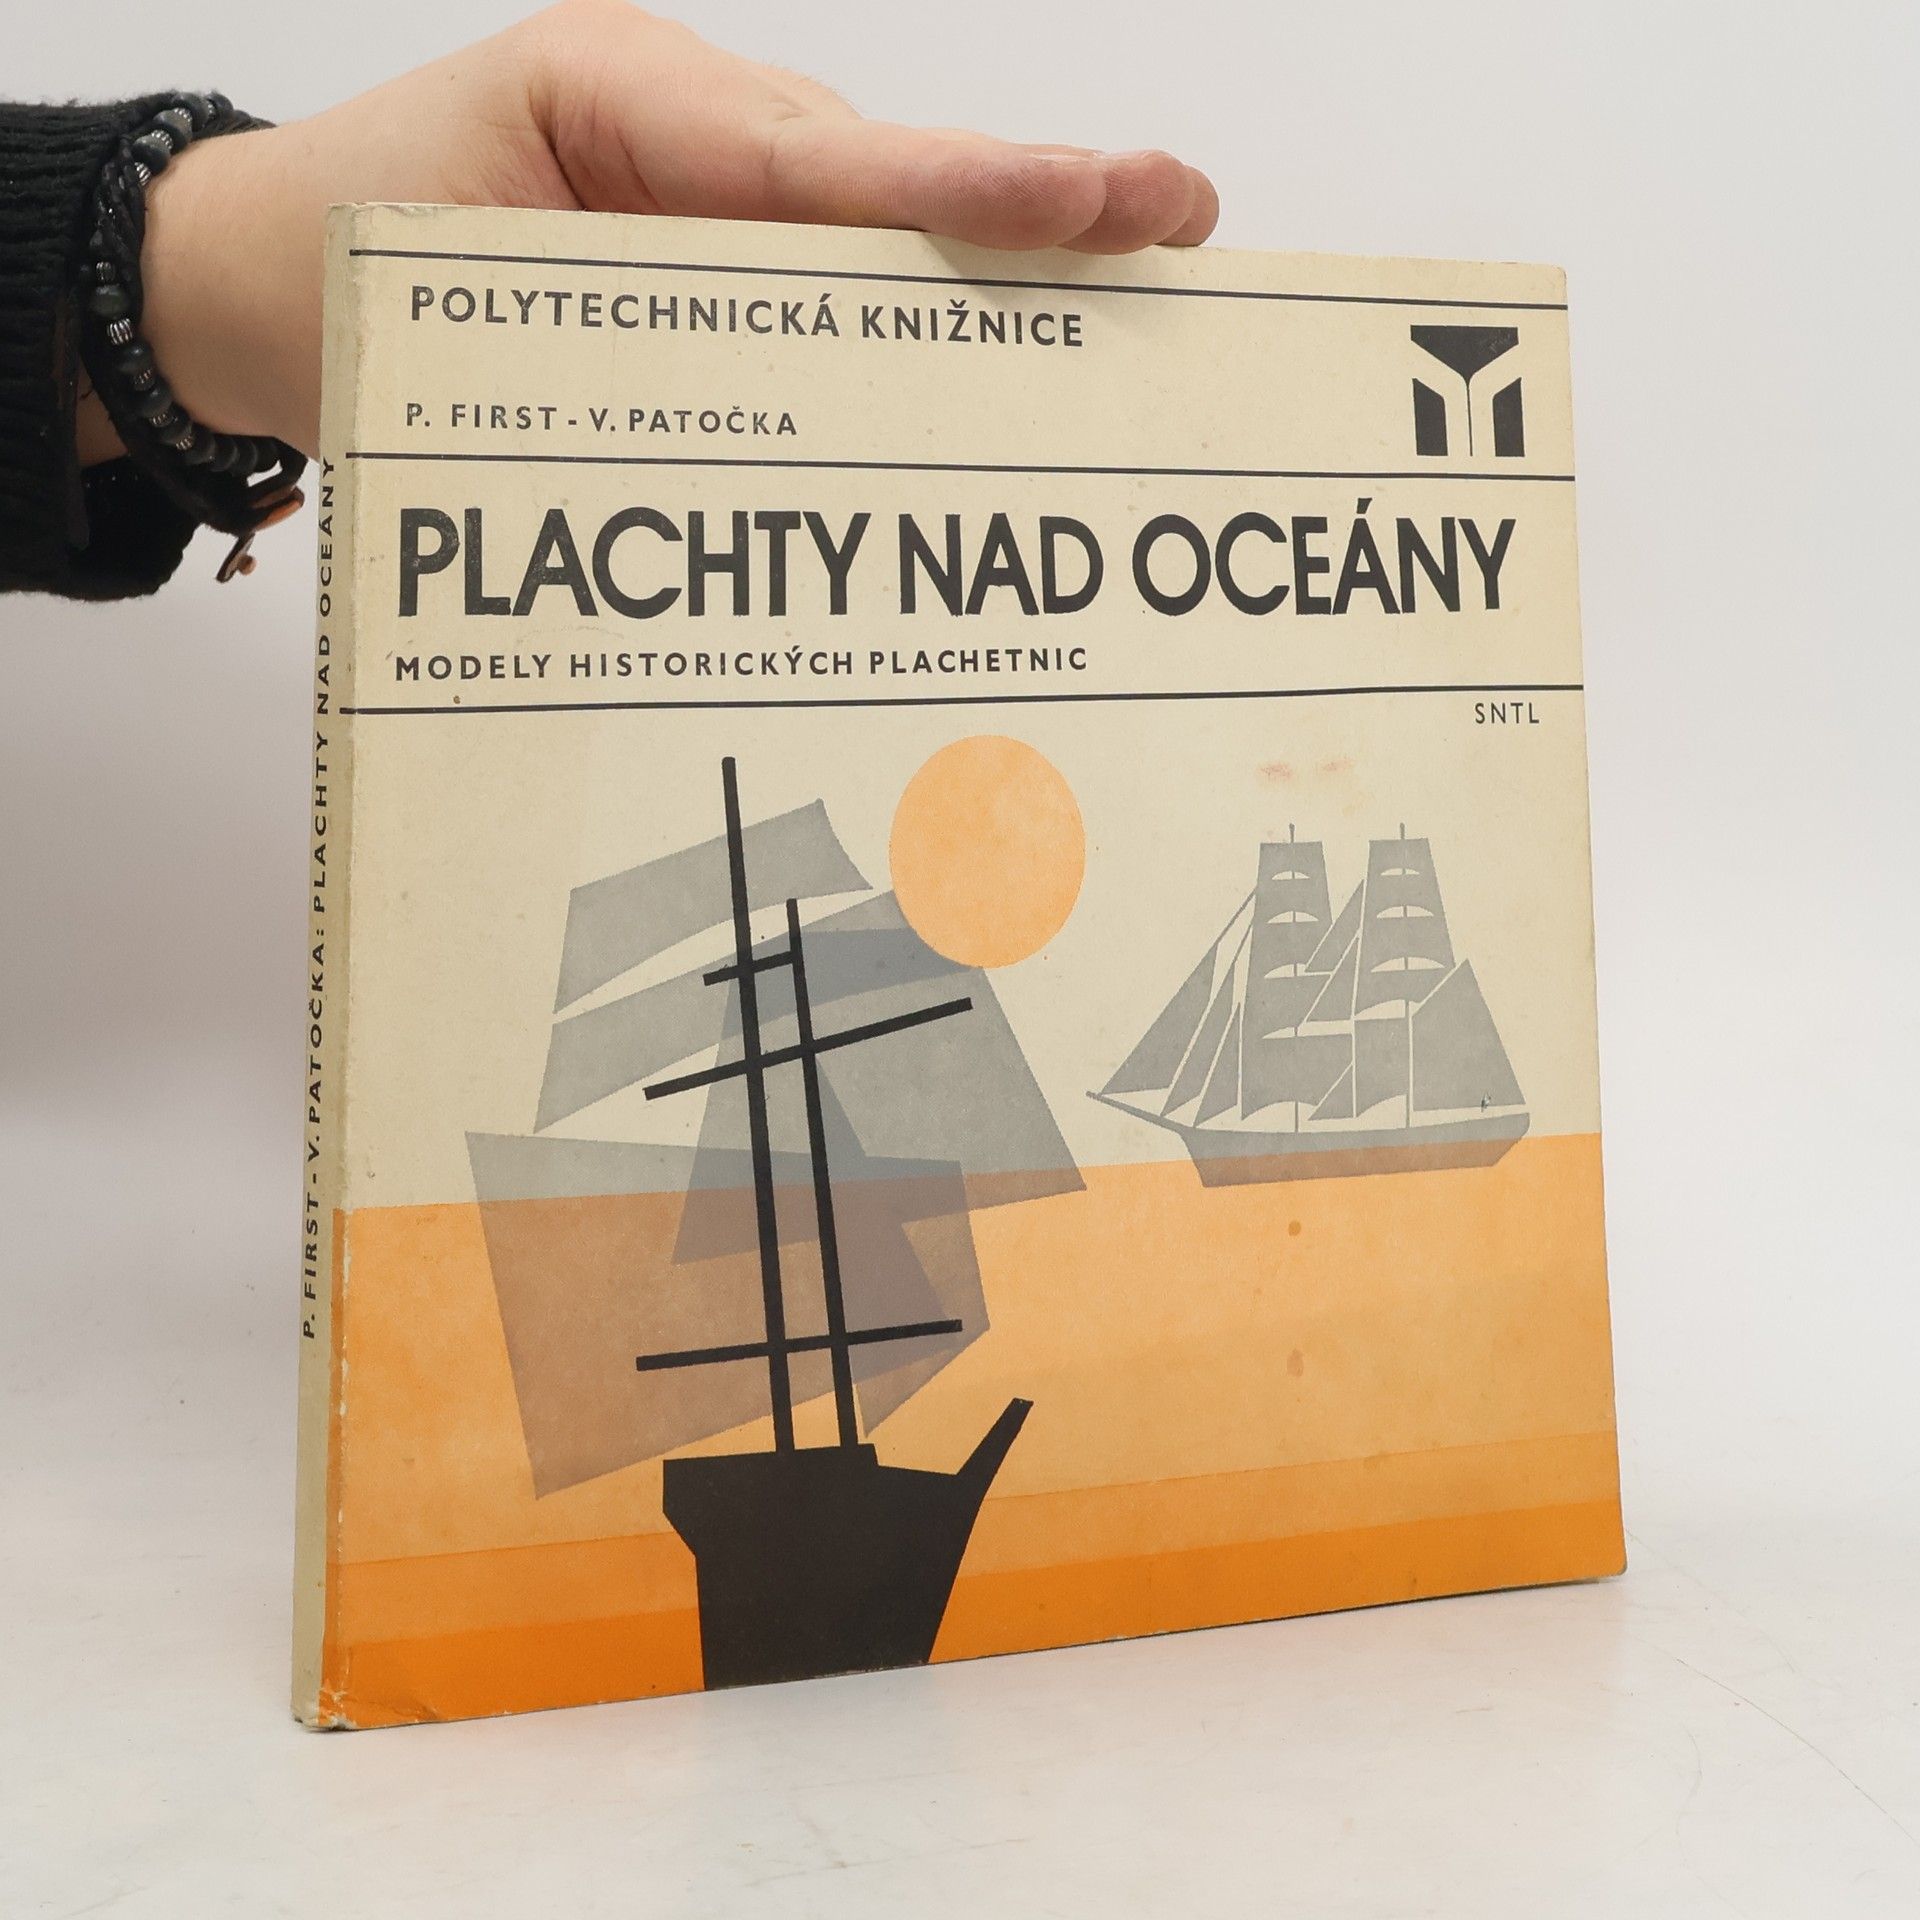 POLYTECHNICKÁ KNIŽNICE
P. FIRST - V. PATOČKA
PLACHTY NAD OCEÁNY
MODELY HISTORICKÝCH PLACHETNIC
SNTL
P. FIRST - V. PATOČKA: PLACHTY NAD OCEÁNY